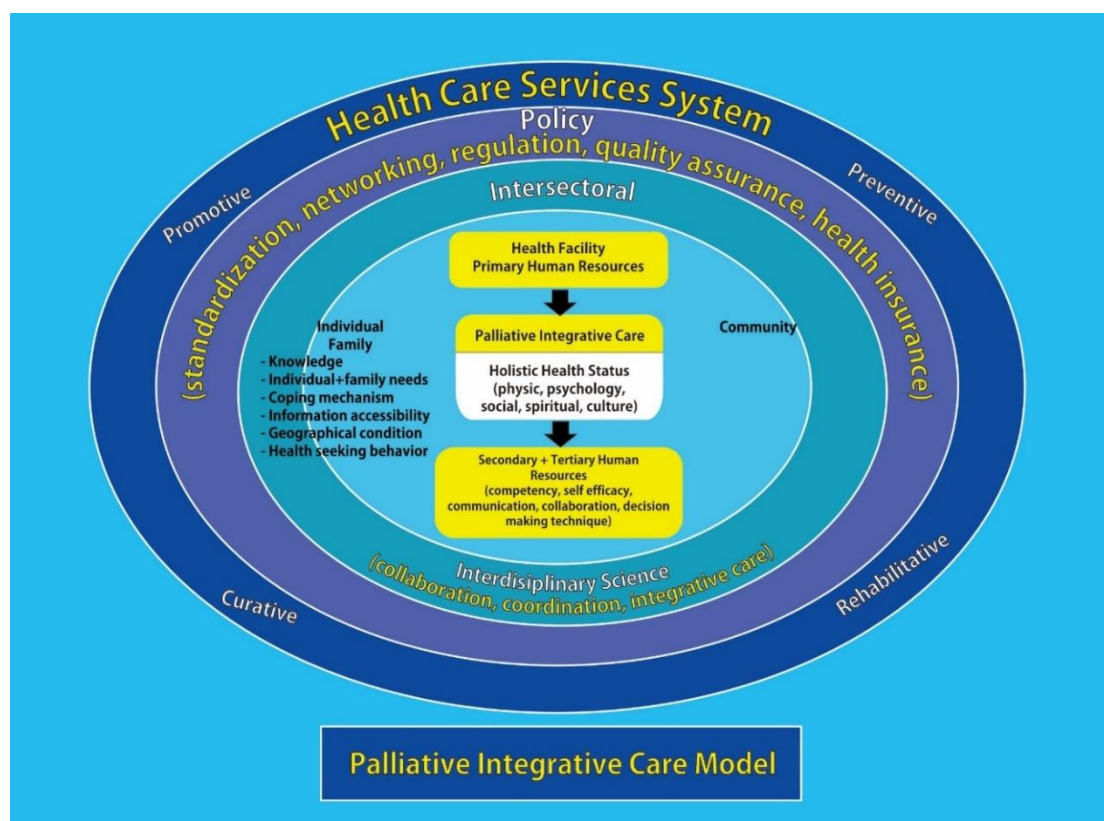 Health Care Services System
Policy
(standardization, networking, regulation, quality assurance, health insurance)
Intersectoral
Promotive
Preventive
Health Facility
Primary Human Resources
Individual
Family
- Knowledge
- Individual+family needs
- Coping mechanism
- Information accessibility
- Geographical condition
- Health seeking behavior
Palliative Integrative Care
Holistic Health Status
(physic, psychology,
social, spiritual, culture)
Community
Secondary + Tertiary Human
Resources
(competency, self efficacy,
communication, collaboration, decision
making technique)
Interdisiplinary Science
(collaboration, coordination, integrative care)
Curative
Rehabilitative
Palliative Integrative Care Model